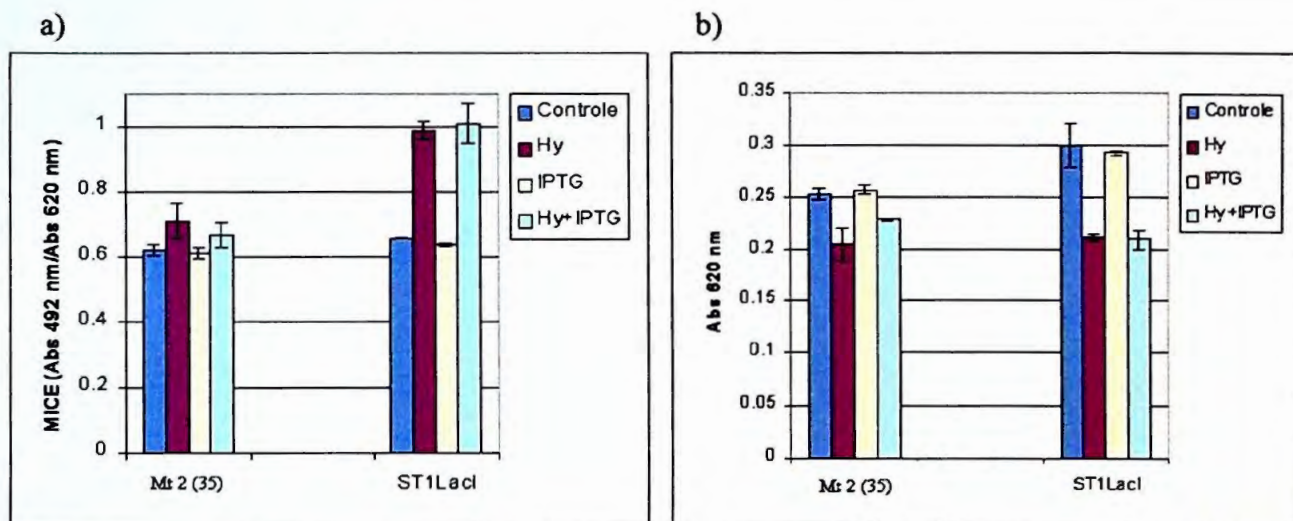 a)
MICE (Abs 492 nm/Abs 620 nm)
1
0.8
0.6
0.4
0.2
0
Mt 2 (35)
ST1LacI
Controle
Hy
IPTG
Hy+IPTG
b)
Abs 620 nm
0.35
0.3
0.25
0.2
0.15
0.1
0.05
0
Mt 2 (35)
ST1LacI
Controle
Hy
IPTG
Hy+IPTG